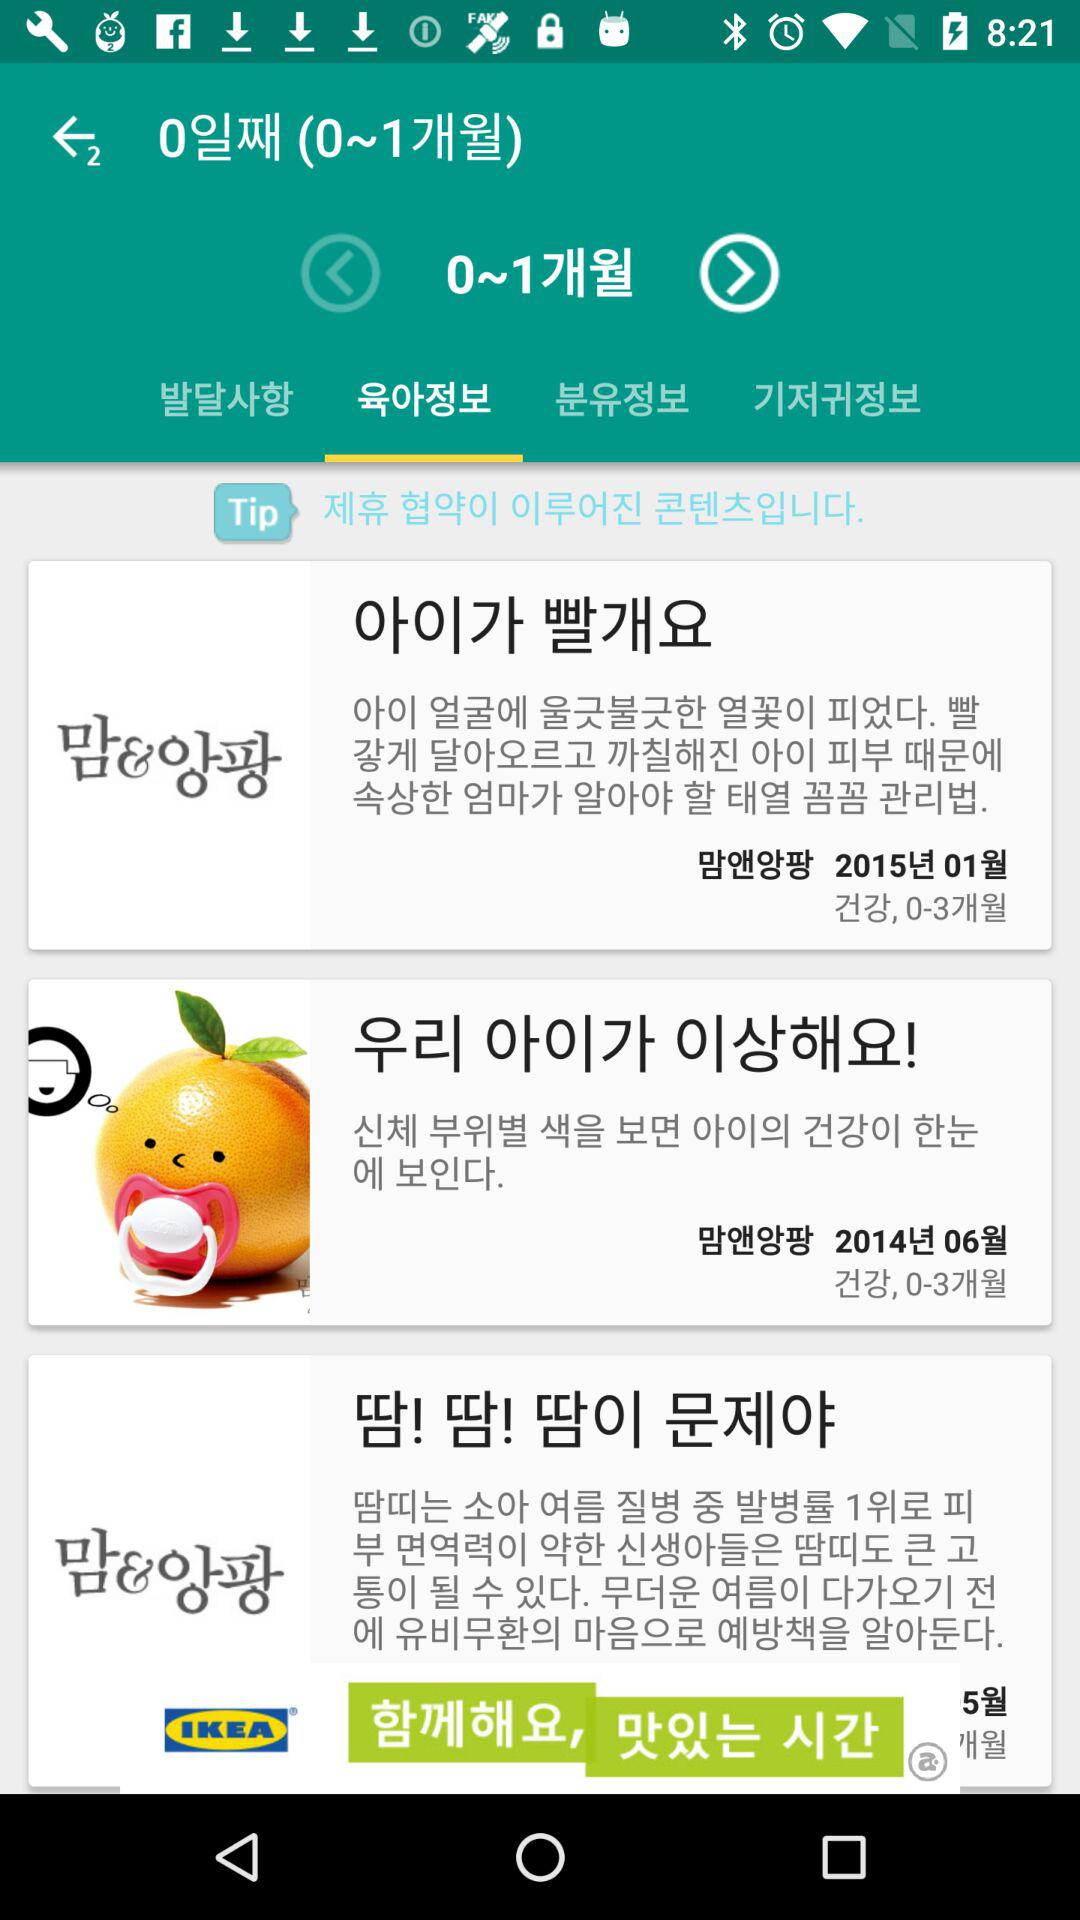 FAKE
2
8:21
2
0일째 (0~1개월)
0~1개월
발달사항 육아정보 분유정보 기저귀정보
Tip 제휴 협약이 이루어진 콘텐츠입니다.
맘&앙팡
아이가 빨개요
아이 얼굴에 울긋불긋한 열꽃이 피었다. 빨
갛게 달아오르고 까칠해진 아이 피부 때문에
속상한 엄마가 알아야 할 태열 꼼꼼 관리법.
맘앤앙팡 2015년 01월
건강, 0-3개월
우리 아이가 이상해요!
신체 부위별 색을 보면 아이의 건강이 한눈
에 보인다.
맘앤앙팡 2014년 06월
건강, 0-3개월
맘&앙팡
땀! 땀! 땀이 문제야
땀띠는 소아 여름 질병 중 발병률 1위로 피
부 면역력이 약한 신생아들은 땀띠도 큰 고
통이 될 수 있다. 무더운 여름이 다가오기 전
에 유비무환의 마음으로 예방책을 알아둔다.
5월
개월
IKEA®
함께해요, 맛있는 시간
a